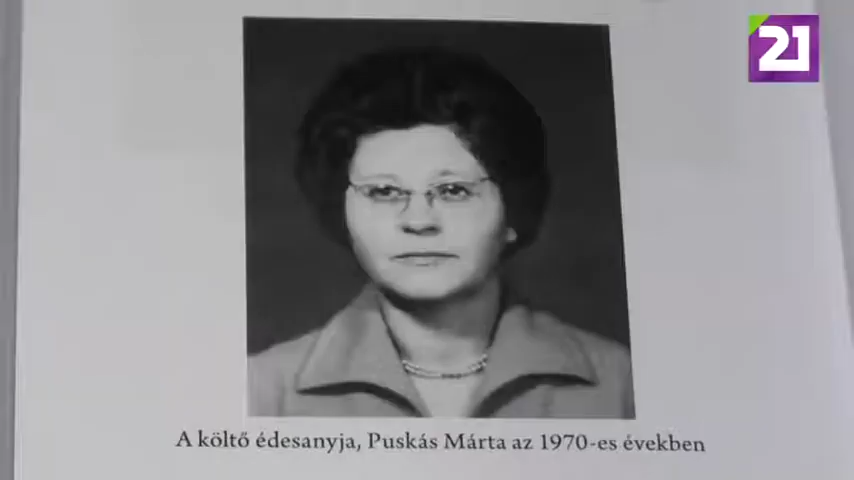 21
A költő édesanyja, Puskás Márta az 1970-es években